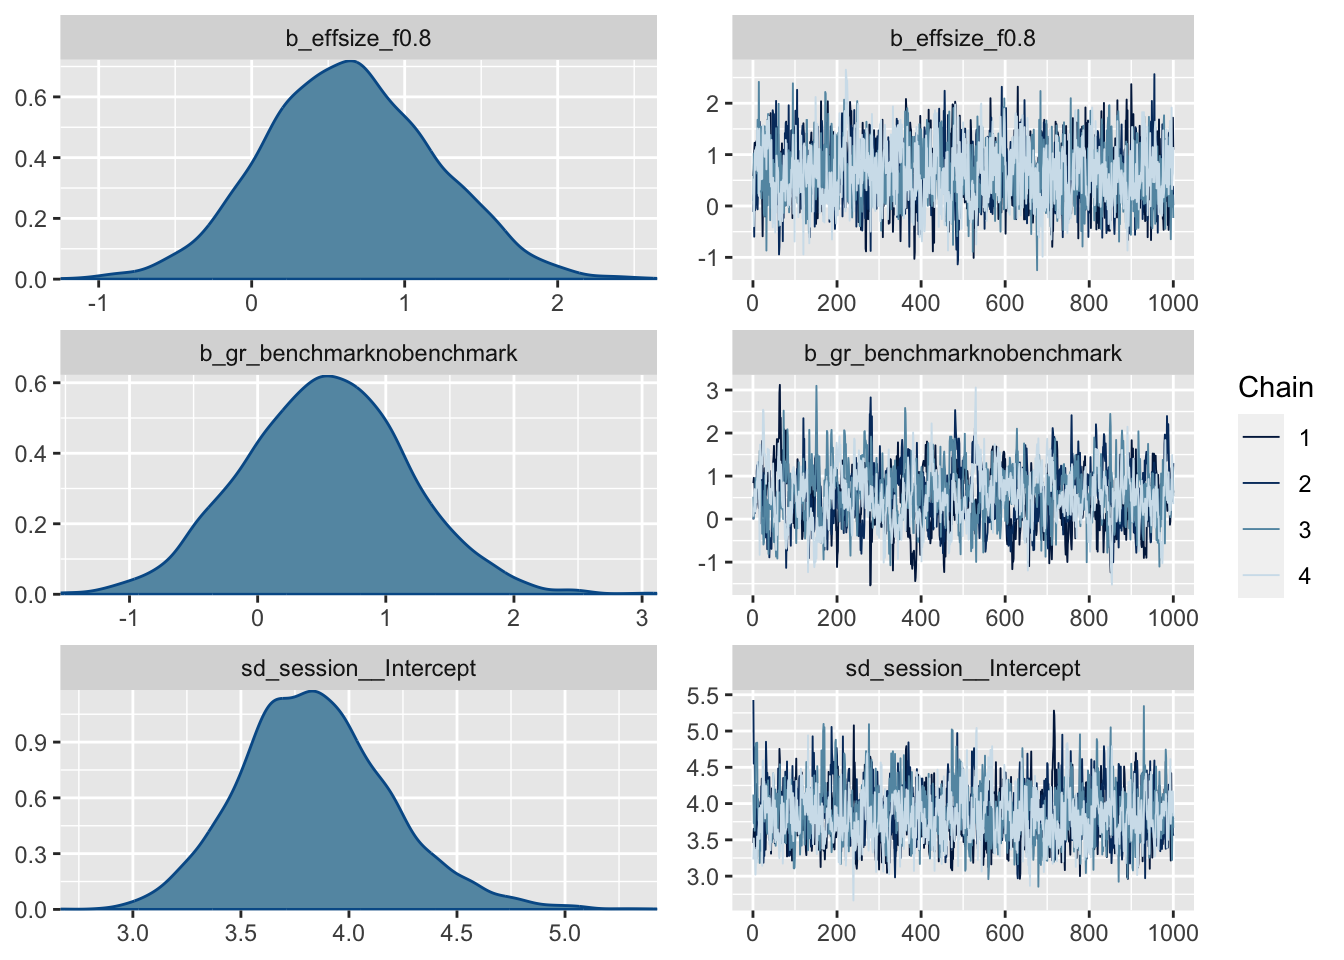 b_effsize_f0.8
0.6
0.4
0.2
0.0
-1 0 1 2
b_effsize_f0.8
2
1
0
-1
0 200 400 600 800 1000
b_gr_benchmarknobenchmark
0.6
0.4
0.2
0.0
-1 0 1 2 3
b_gr_benchmarknobenchmark
3
2
1
0
-1
0 200 400 600 800 1000
sd_session__Intercept
0.9
0.6
0.3
0.0
3.0 3.5 4.0 4.5 5.0
sd_session__Intercept
5.5
5.0
4.5
4.0
3.5
3.0
0 200 400 600 800 1000
Chain
1
2
3
4